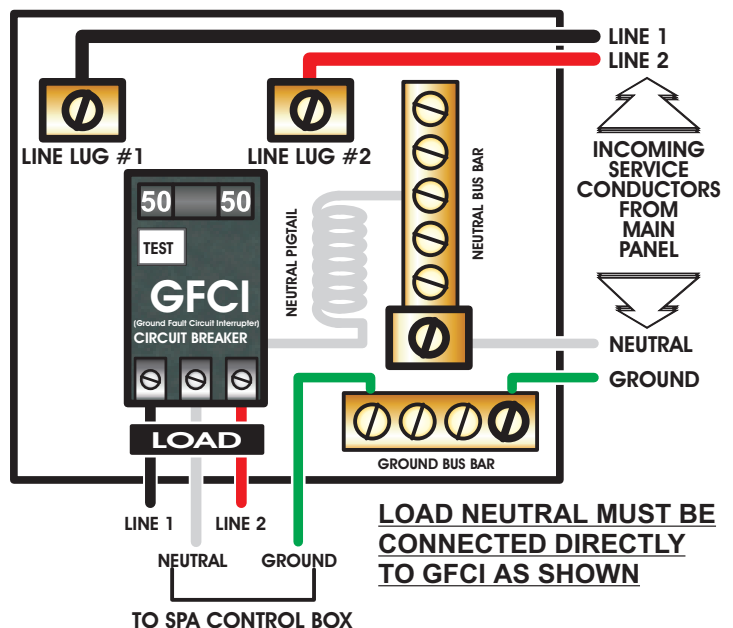 LINE 1
LINE 2
LINE LUG #1
LINE LUG #2
INCOMING
SERVICE
CONDUCTORS
FROM
MAIN
PANEL
NEUTRAL BUS BAR
NEUTRAL PIGTAIL
50 50
TEST
GFCI
(Ground Fault Circuit Interrupter)
CIRCUIT BREAKER
NEUTRAL
GROUND
LOAD
GROUND BUS BAR
LINE 1 LINE 2
NEUTRAL GROUND
TO SPA CONTROL BOX
LOAD NEUTRAL MUST BE
CONNECTED DIRECTLY
TO GFCI AS SHOWN